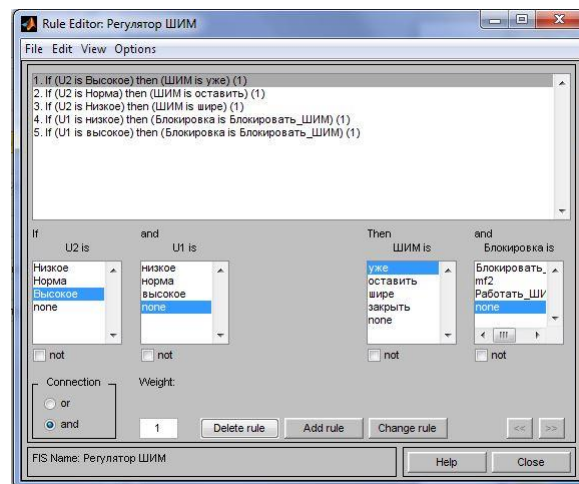 Rule Editor: Регулятор ШИМ
File Edit View Options
1. If (U2 is Высокое) then (ШИМ is уже) (1)
2. If (U2 is Норма) then (ШИМ is оставить) (1)
3. If (U2 is Низкое) then (ШИМ is шире) (1)
4. If (U1 is низкое) then (Блокировка is Блокировать_ШИМ) (1)
5. If (U1 is высокое) then (Блокировка is Блокировать_ШИМ) (1)
If and Then and
U2 is U1 is ШИМ is Блокировка is
Низкое низкое уже Блокировать_
Норма норма оставить mf2
Высокое высокое шире Работать_ШИ
none none закрыть none
none
not not not not
Connection Weight:
or
and 1 Delete rule Add rule Change rule << >>
FIS Name: Регулятор ШИМ Help Close